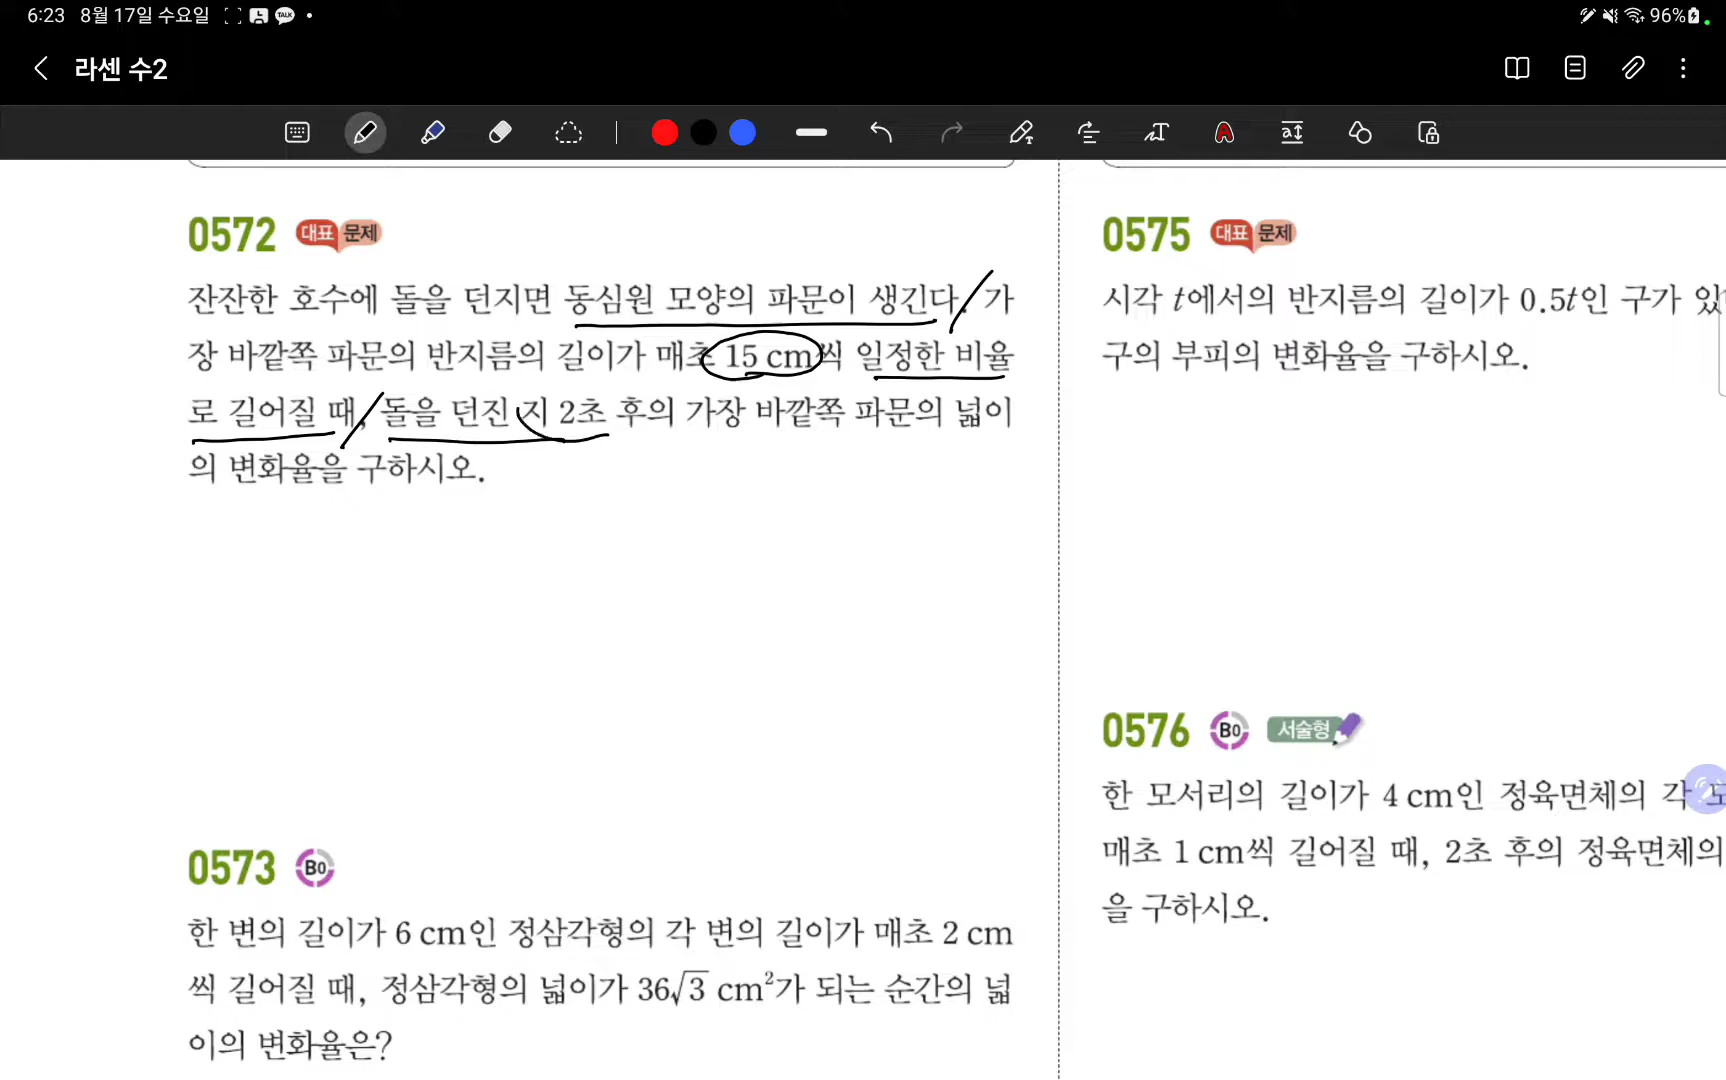 6:23 8월 17일 수요일 TALK 96%
라센 수2
0572 대표 문제
잔잔한 호수에 돌을 던지면 동심원 모양의 파문이 생긴다. 가
장 바깥쪽 파문의 반지름의 길이가 매초 15 cm씩 일정한 비율
로 길어질 때, 돌을 던진 지 2초 후의 가장 바깥쪽 파문의 넓이
의 변화율을 구하시오.
0573 B0
한 변의 길이가 6 cm인 정삼각형의 각 변의 길이가 매초 2 cm
씩 길어질 때, 정삼각형의 넓이가 36√3 cm²가 되는 순간의 넓
이의 변화율은?
0575 대표 문제
시각 t에서의 반지름의 길이가 0.5t인 구가 있
구의 부피의 변화율을 구하시오.
0576 B0 서술형
한 모서리의 길이가 4 cm인 정육면체의 각
매초 1 cm씩 길어질 때, 2초 후의 정육면체의
을 구하시오.